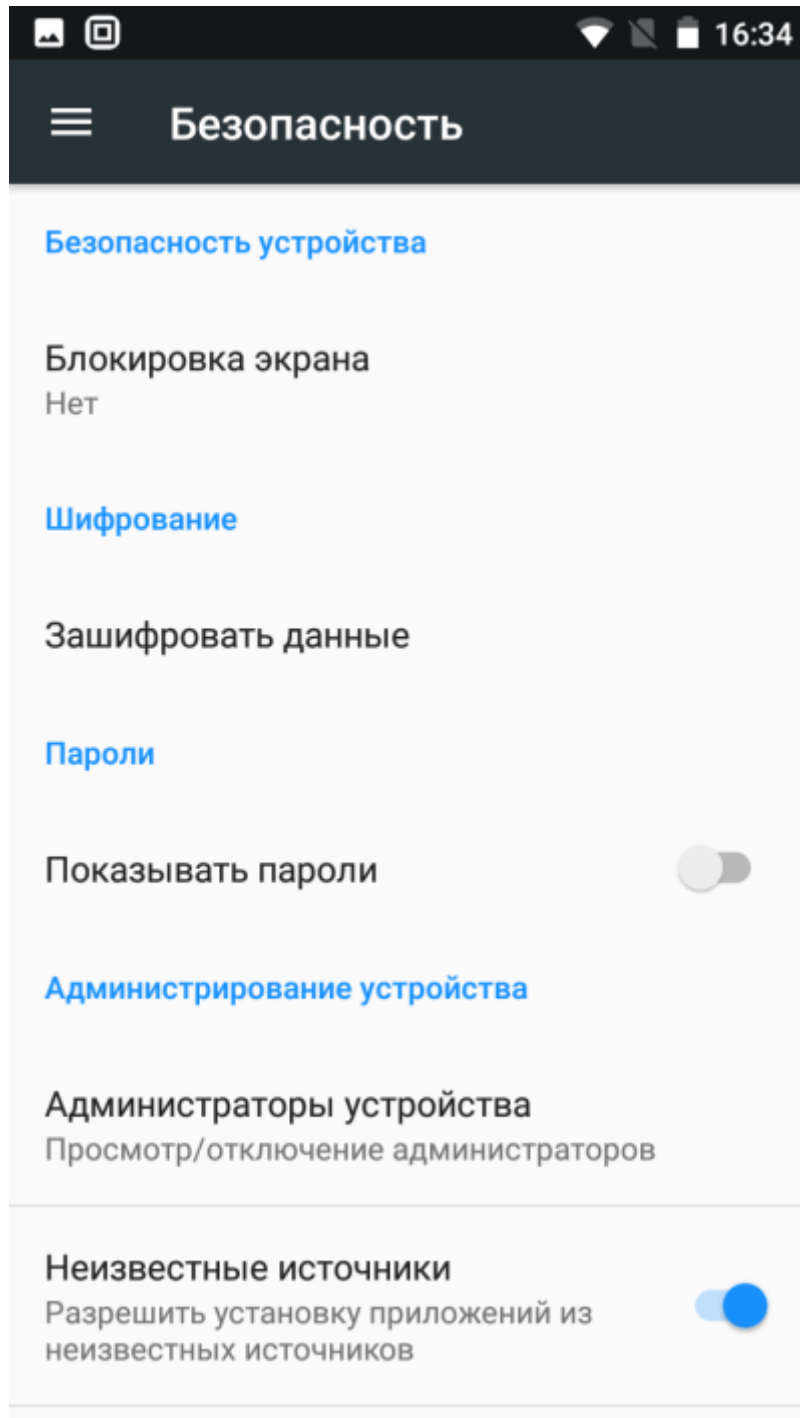 16:34
Безопасность
Безопасность устройства
Блокировка экрана
Нет
Шифрование
Зашифровать данные
Пароли
Показывать пароли
Администрирование устройства
Администраторы устройства
Просмотр/отключение администраторов
Неизвестные источники
Разрешить установку приложений из
неизвестных источников